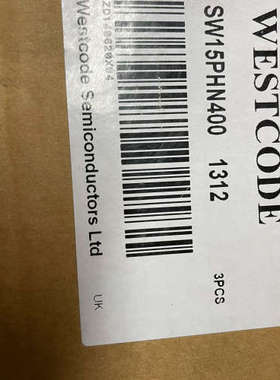 WESTCODE
SW15PHN400 1312
3PCS
Westcode Semiconductors Ltd
UK